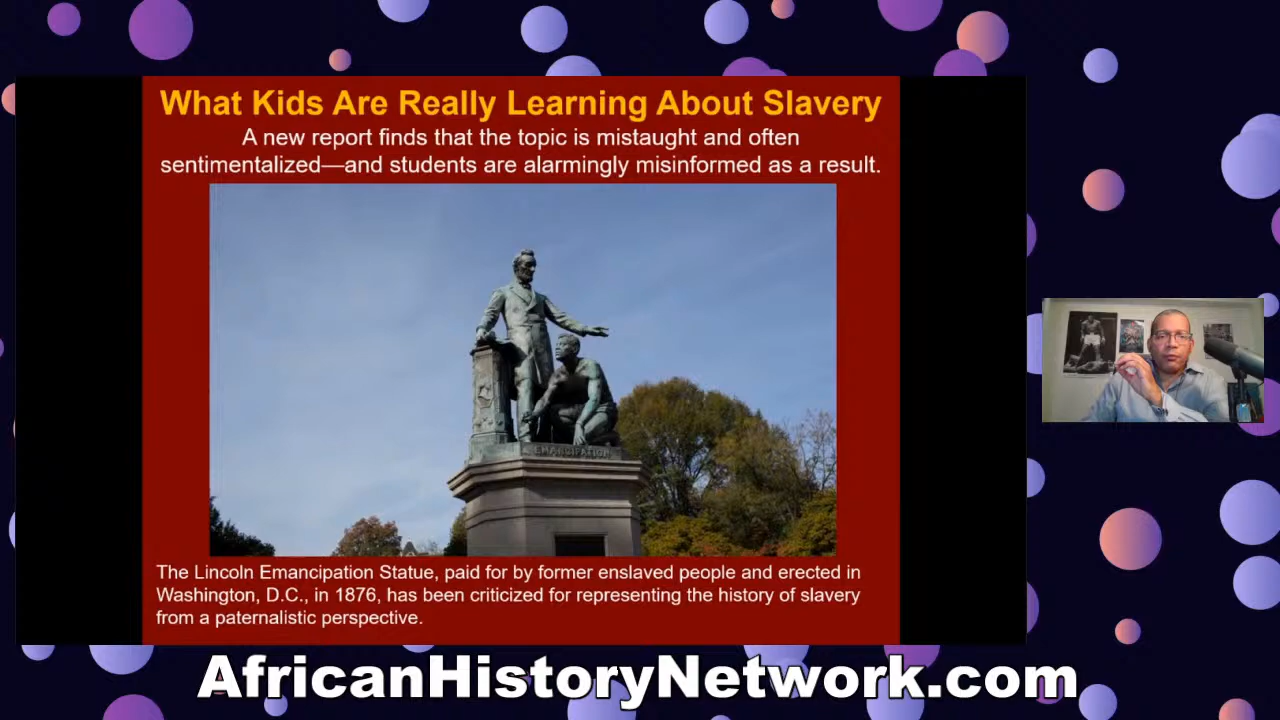 What Kids Are Really Learning About Slavery
A new report finds that the topic is mistaught and often
sentimentalized—and students are alarmingly misinformed as a result.
EMANCIPATION
The Lincoln Emancipation Statue, paid for by former enslaved people and erected in
Washington, D.C., in 1876, has been criticized for representing the history of slavery
from a paternalistic perspective.
AfricanHistoryNetwork.com